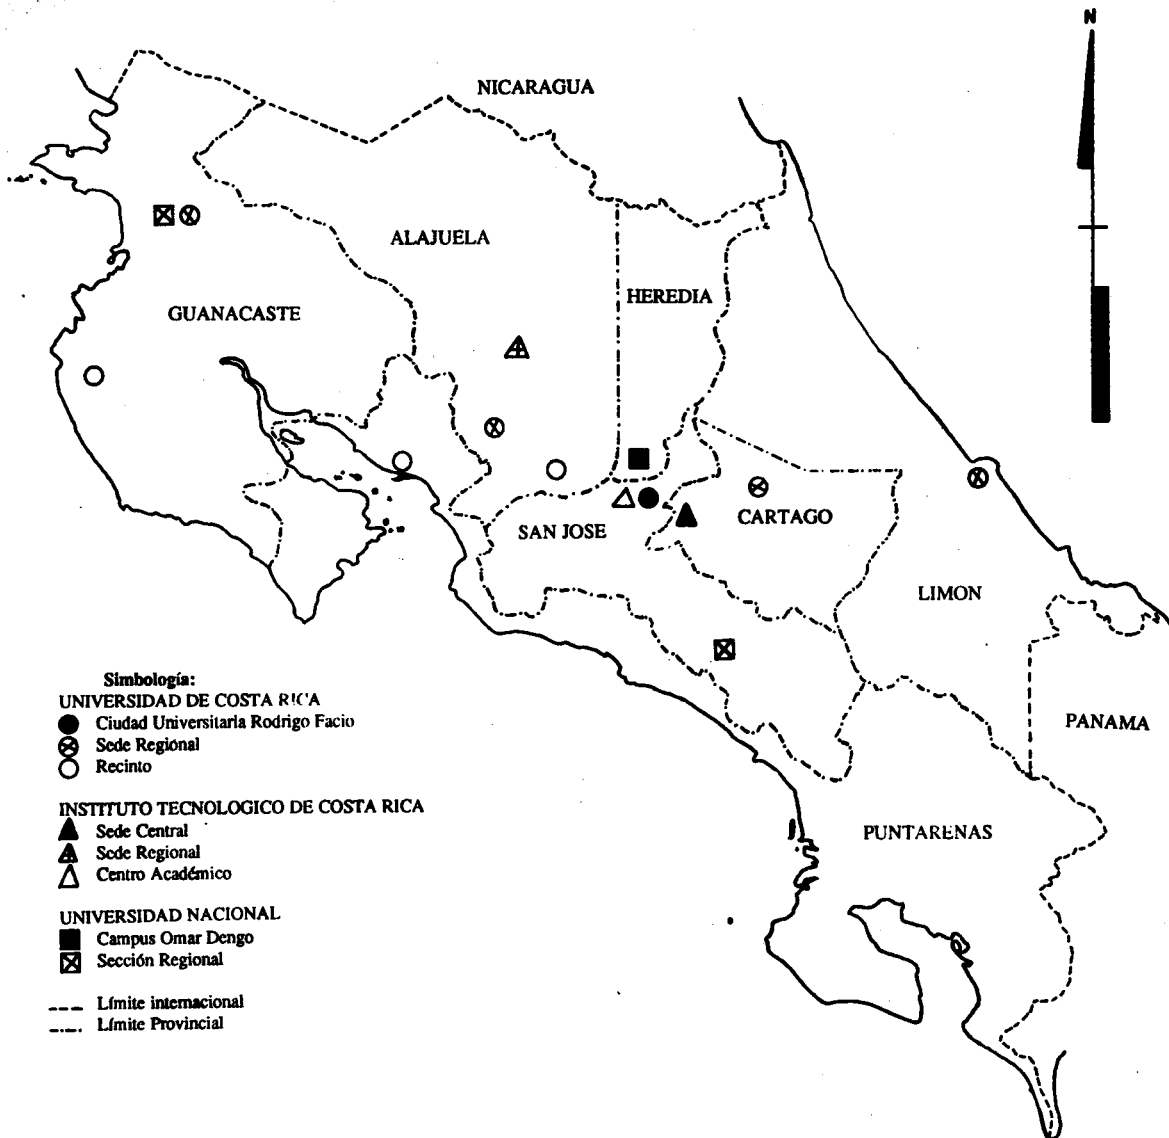 N
NICARAGUA
ALAJUELA
HEREDIA
GUANACASTE
CARTAGO
SAN JOSE
LIMON
PANAMA
PUNTARENAS
Simbología:
UNIVERSIDAD DE COSTA RICA
Ciudad Universitaria Rodrigo Facio
Sede Regional
Recinto
INSTITUTO TECNOLOGICO DE COSTA RICA
Sede Central
Sede Regional
Centro Académico
UNIVERSIDAD NACIONAL
Campus Omar Dengo
Sección Regional
Límite internacional
Límite Provincial